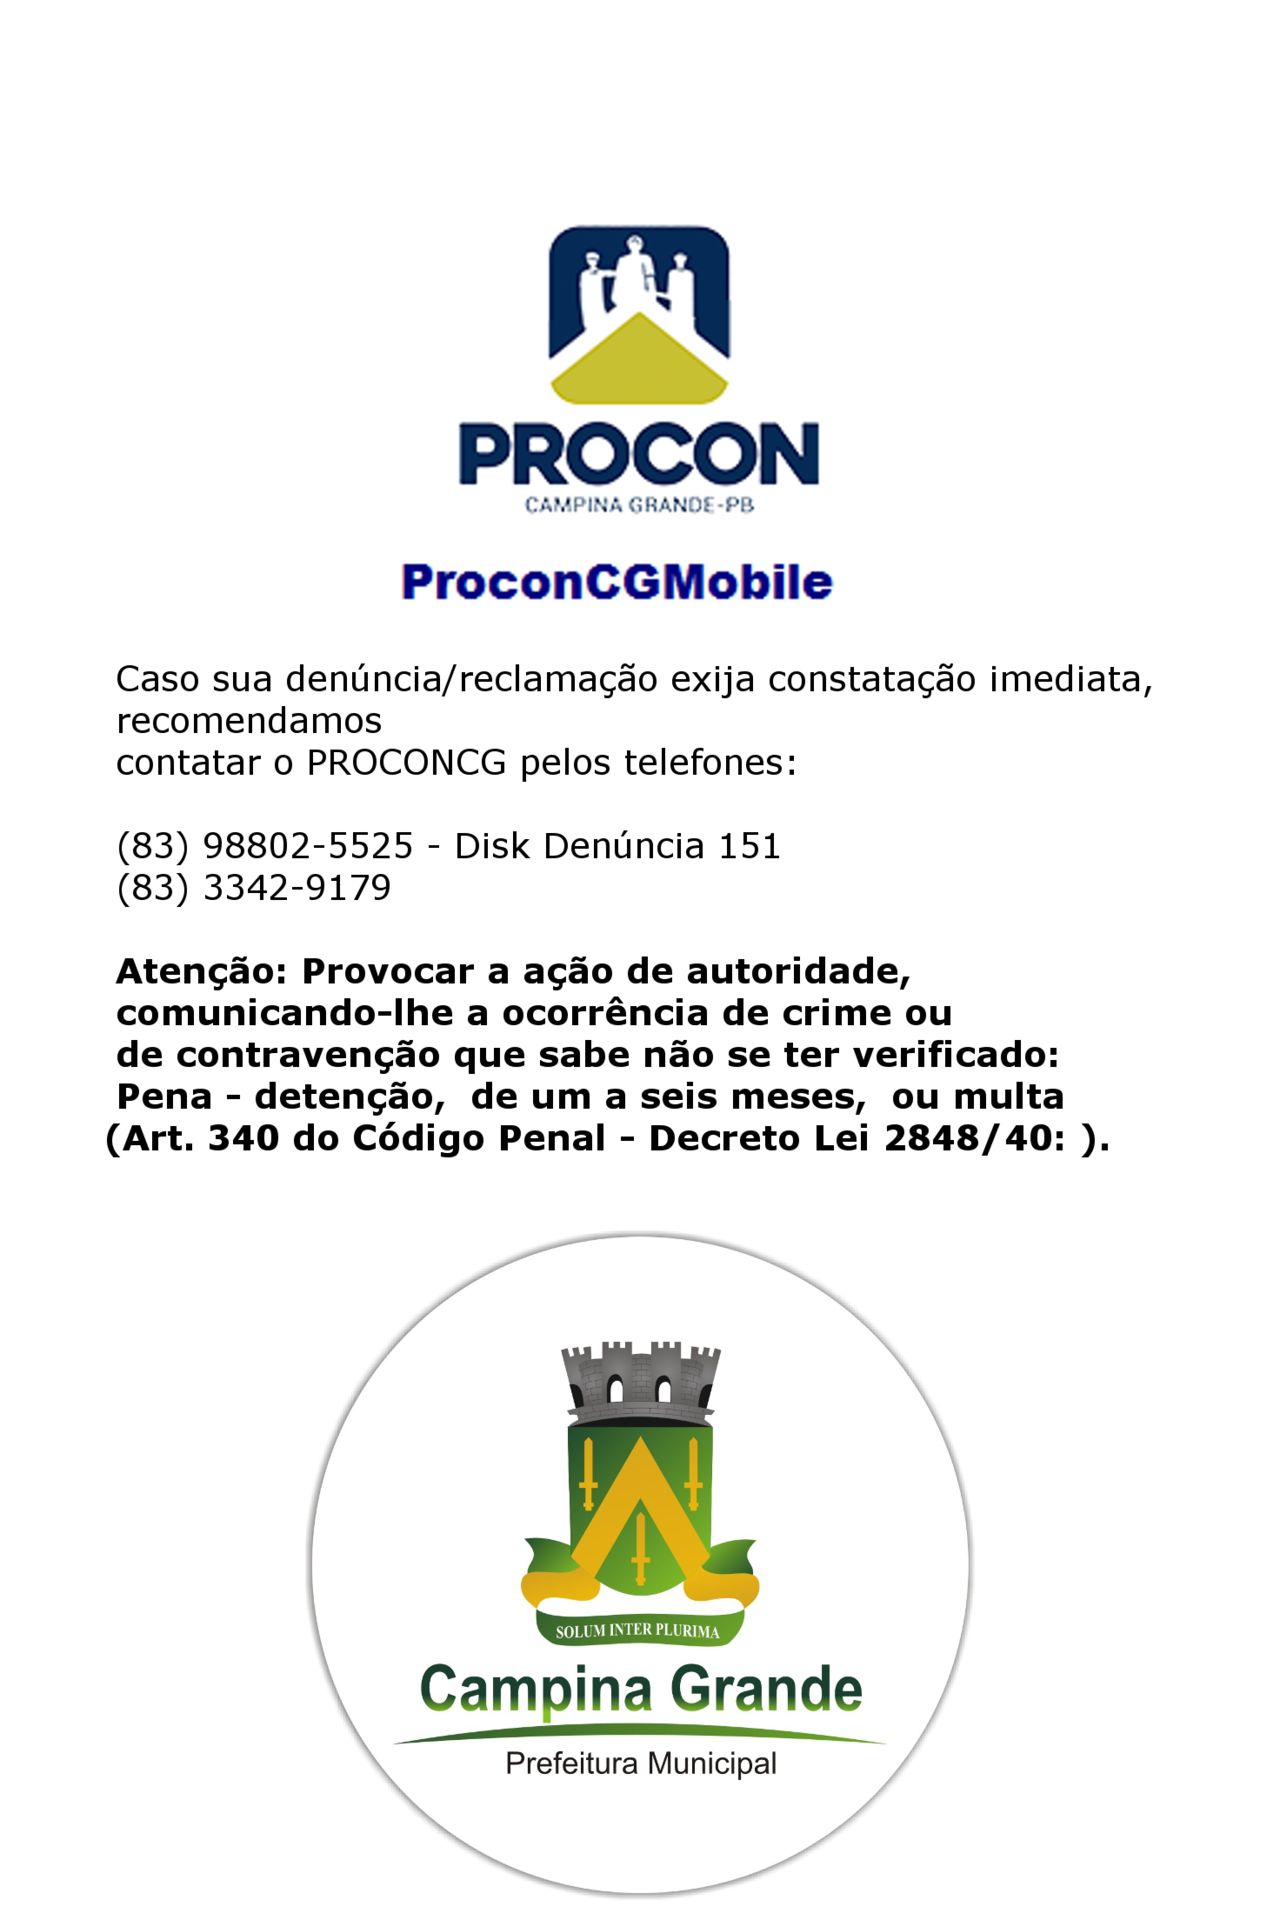 PROCON
CAMPINA GRANDE-PB
ProconCGMobile
Caso sua denúncia/reclamação exija constatação imediata,
recomendamos
contatar o PROCONCG pelos telefones:
(83) 98802-5525 - Disk Denúncia 151
(83) 3342-9179
Atenção: Provocar a ação de autoridade,
comunicando-lhe a ocorrência de crime ou
de contravenção que sabe não se ter verificado:
Pena - detenção,  de um a seis meses,  ou multa
(Art. 340 do Código Penal - Decreto Lei 2848/40: ).
SOLUM INTER PLURIMA
Campina Grande
Prefeitura Municipal